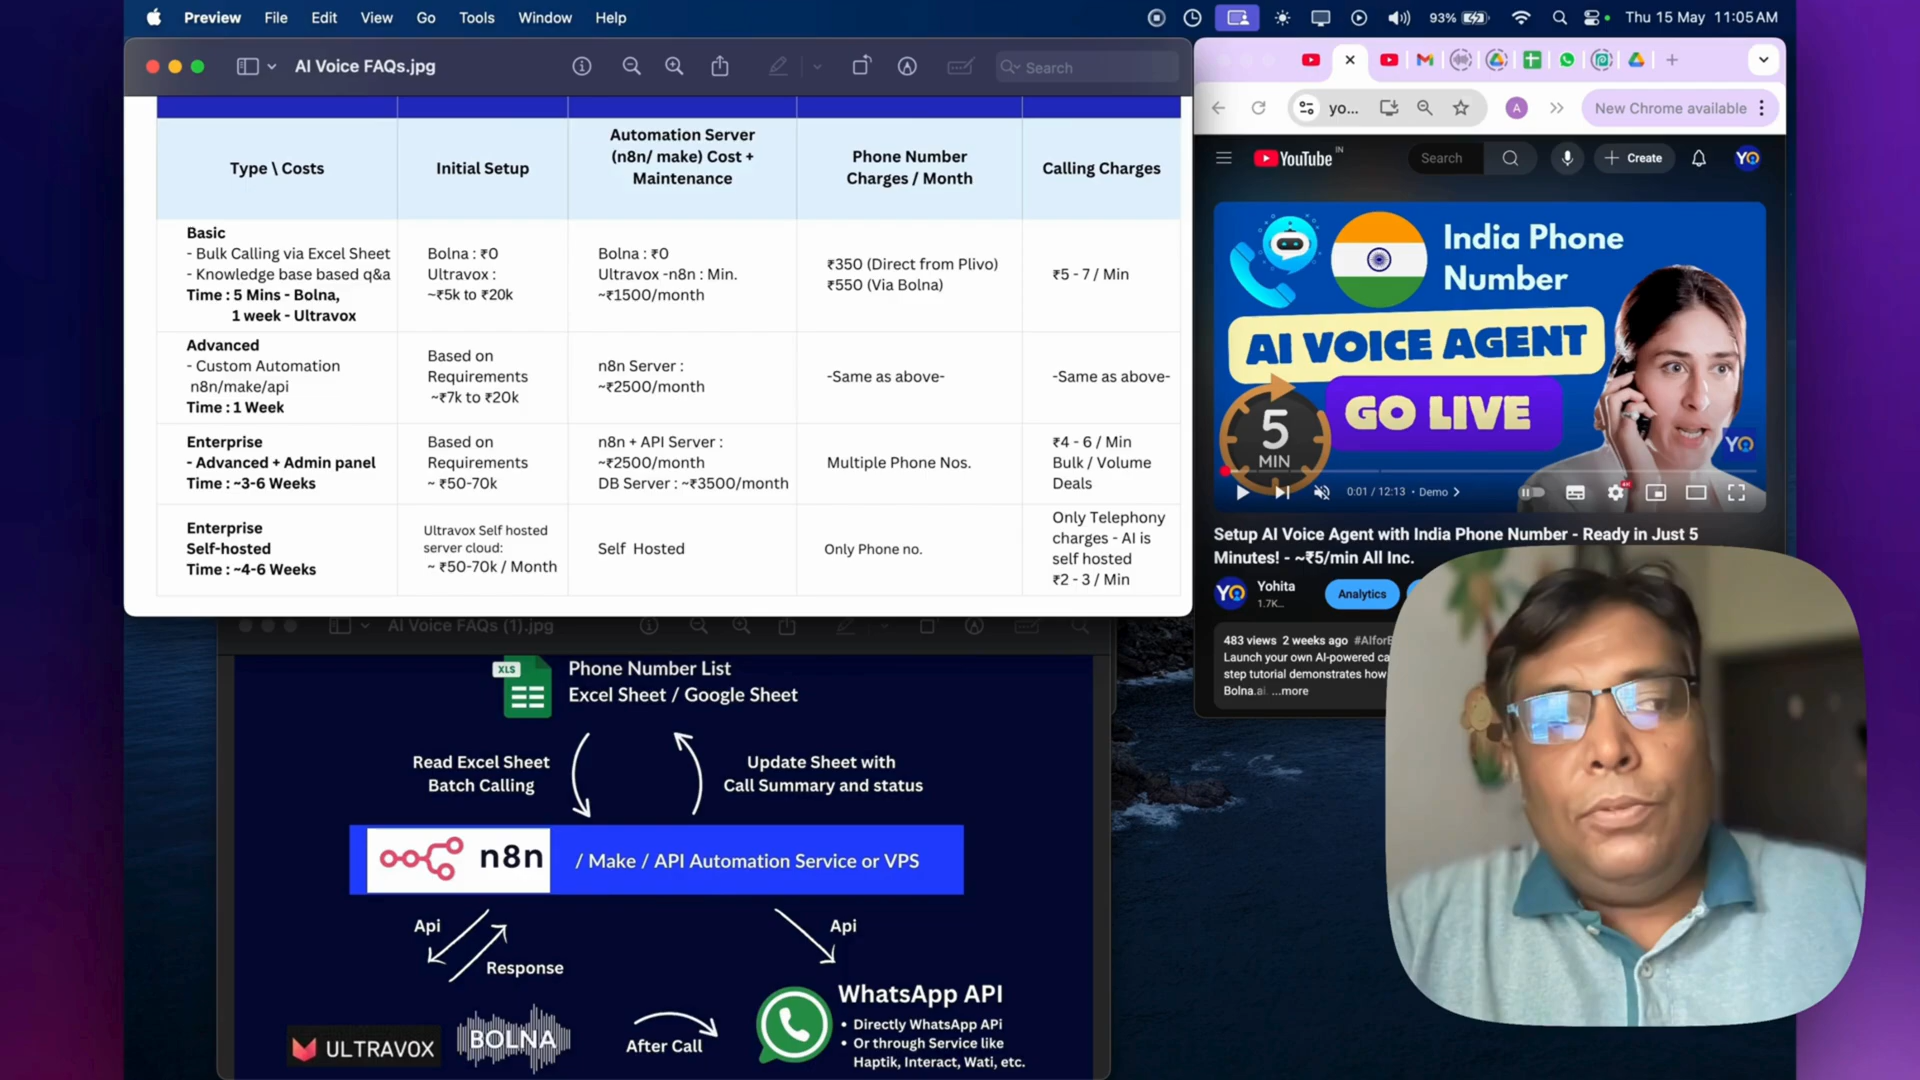 Preview File Edit View Go Tools Window Help
93% Thu 15 May 11:05 AM
AI Voice FAQs.jpg
Search
Type \ Costs
Initial Setup
Automation Server
(n8n/ make) Cost +
Maintenance
Phone Number
Charges / Month
Calling Charges
Basic
- Bulk Calling via Excel Sheet
- Knowledge base based q&a
Time : 5 Mins - Bolna,
1 week - Ultravox
Bolna : ₹0
Ultravox :
~₹5k to ₹20k
Bolna : ₹0
Ultravox -n8n : Min.
~₹1500/month
₹350 (Direct from Plivo)
₹550 (Via Bolna)
₹5 - 7 / Min
Advanced
- Custom Automation
n8n/make/api
Time : 1 Week
Based on
Requirements
~₹7k to ₹20k
n8n Server :
~₹2500/month
-Same as above-
-Same as above-
Enterprise
- Advanced + Admin panel
Time : ~3-6 Weeks
Based on
Requirements
~ ₹50-70k
n8n + API Server :
~₹2500/month
DB Server : ~₹3500/month
Multiple Phone Nos.
₹4 - 6 / Min
Bulk / Volume
Deals
Enterprise
Self-hosted
Time : ~4-6 Weeks
Ultravox Self hosted
server cloud:
~ ₹50-70k / Month
Self Hosted
Only Phone no.
Only Telephony
charges - AI is
self hosted
₹2 - 3 / Min
AI Voice FAQs (1).jpg
XLS
Phone Number List
Excel Sheet / Google Sheet
Read Excel Sheet
Batch Calling
Update Sheet with
Call Summary and status
n8n / Make / API Automation Service or VPS
Api
Response
Api
ULTRAVOX
BOLNA
After Call
WhatsApp API
• Directly WhatsApp APi
• Or through Service like
Haptik, Interact, Wati, etc.
yo...
A
New Chrome available
YouTube IN
Search
Create
YO
India Phone
Number
AI VOICE AGENT
GO LIVE
5
MIN
YO
0:01 / 12:13 • Demo
4K
Setup AI Voice Agent with India Phone Number - Ready in Just 5
Minutes! - ~₹5/min All Inc.
YO
Yohita
1.7K...
Analytics
483 views 2 weeks ago
Launch your own AI-powered
step tutorial demonstrates how
Bolna.ai ...more